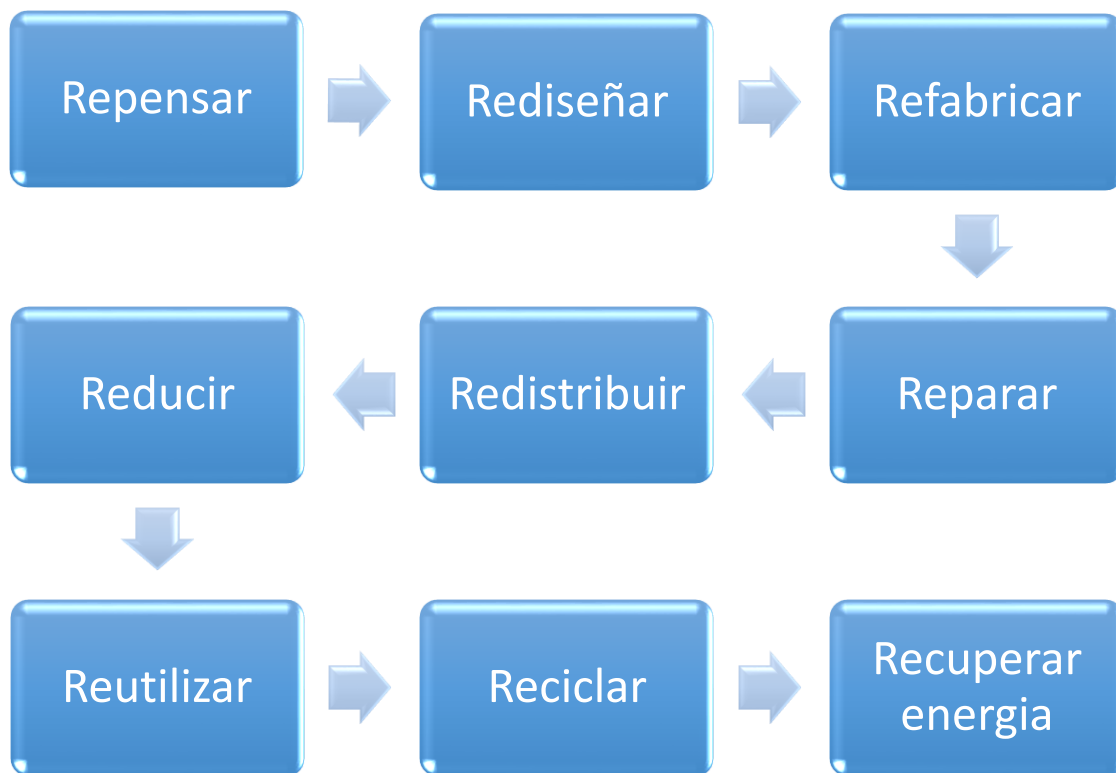 Repensar
Rediseñar
Refabricar
Reparar
Redistribuir
Reducir
Reutilizar
Reciclar
Recuperar
energia